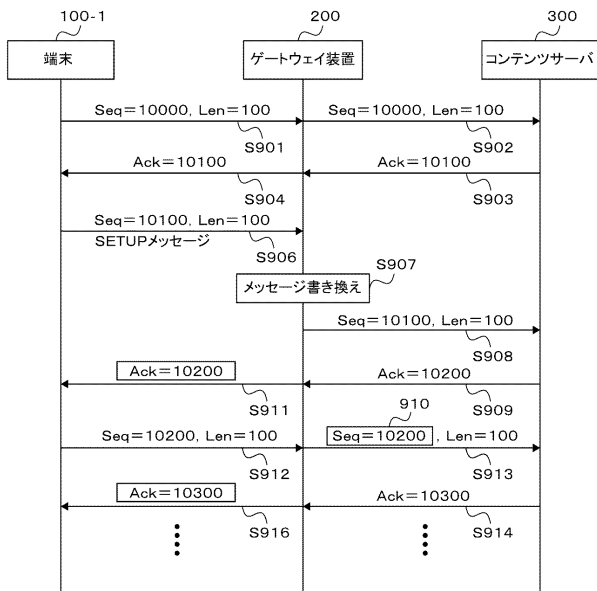 100-1
200
300
端末
ゲートウェイ装置
コンテンツサーバ
Seq=10000, Len=100
Seq=10000, Len=100
S901
S902
Ack=10100
Ack=10100
S904
S903
Seq=10100, Len=100
SETUPメッセージ
S906
S907
メッセージ書き換え
Seq=10100, Len=100
S908
Ack=10200
Ack=10200
S911
910
S909
Seq=10200, Len=100
Seq=10200, Len=100
S912
S913
Ack=10300
Ack=10300
S916
S914